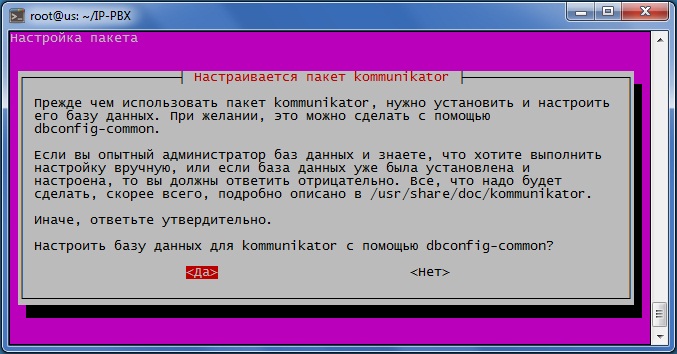 root@us: ~/IP-PBX
Настройка пакета
Настраивается пакет kommunikator
Прежде чем использовать пакет kommunikator, нужно установить и настроить
его базу данных. При желании, это можно сделать с помощью
dbconfig-common.
Если вы опытный администратор баз данных и знаете, что хотите выполнить
настройку вручную, или если база данных уже была установлена и
настроена, то вы должны ответить отрицательно. Все, что надо будет
сделать, скорее всего, подробно описано в /usr/share/doc/kommunikator.
Иначе, ответьте утвердительно.
Настроить базу данных для kommunikator с помощью dbconfig-common?
<Да> <Нет>